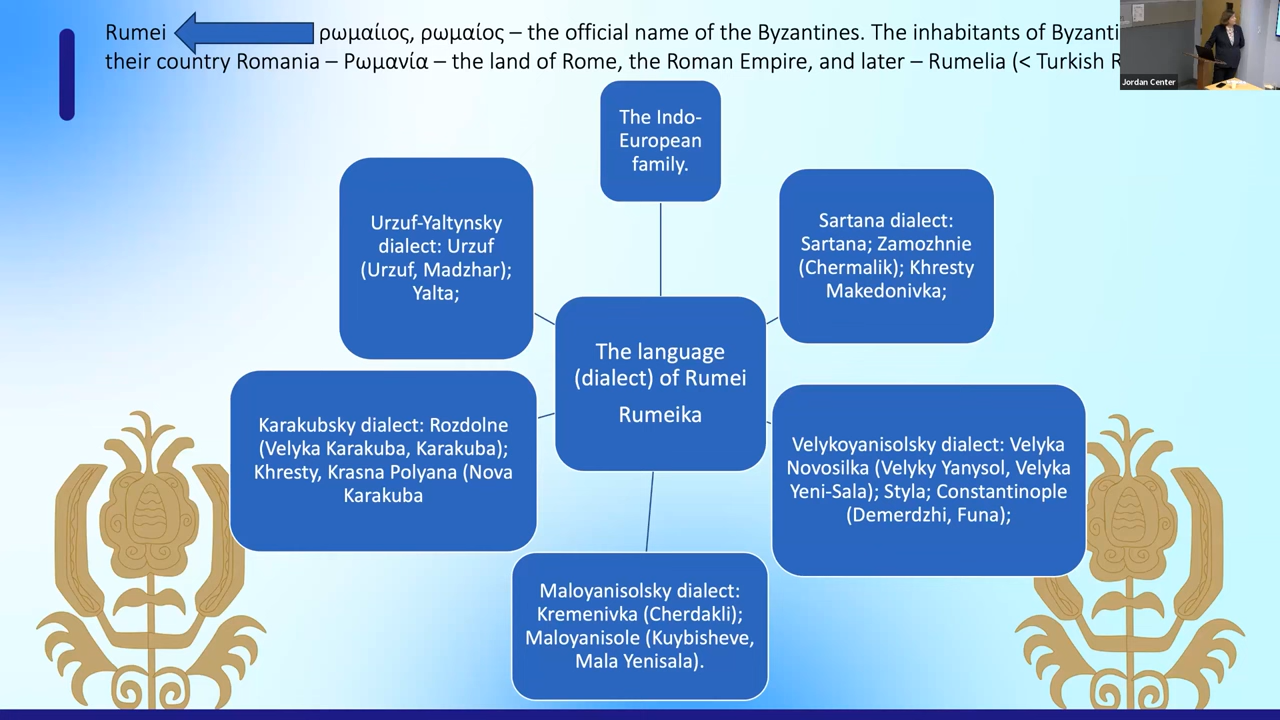 Rumei ρωμαίιος, ρωμαίος – the official name of the Byzantines. The inhabitants of
their country Romania – Ρωμανία – the land of Rome, the Roman Empire, and later – Rumelia (< Turkish
Jordan Center
The Indo-
European
family.
Urzuf-Yaltynsky
dialect: Urzuf
(Urzuf, Madzhar);
Yalta;
Sartana dialect:
Sartana; Zamozhnie
(Chermalik); Khresty
Makedonivka;
The language
(dialect) of Rumei
Rumeika
Karakubsky dialect: Rozdolne
(Velyka Karakuba, Karakuba);
Khresty, Krasna Polyana (Nova
Karakuba
Velykoyanisolsky dialect: Velyka
Novosilka (Velyky Yanysol, Velyka
Yeni-Sala); Styla; Constantinople
(Demerdzhi, Funa);
Maloyanisolsky dialect:
Kremenivka (Cherdakli);
Maloyanisole (Kuybisheve,
Mala Yenisala).